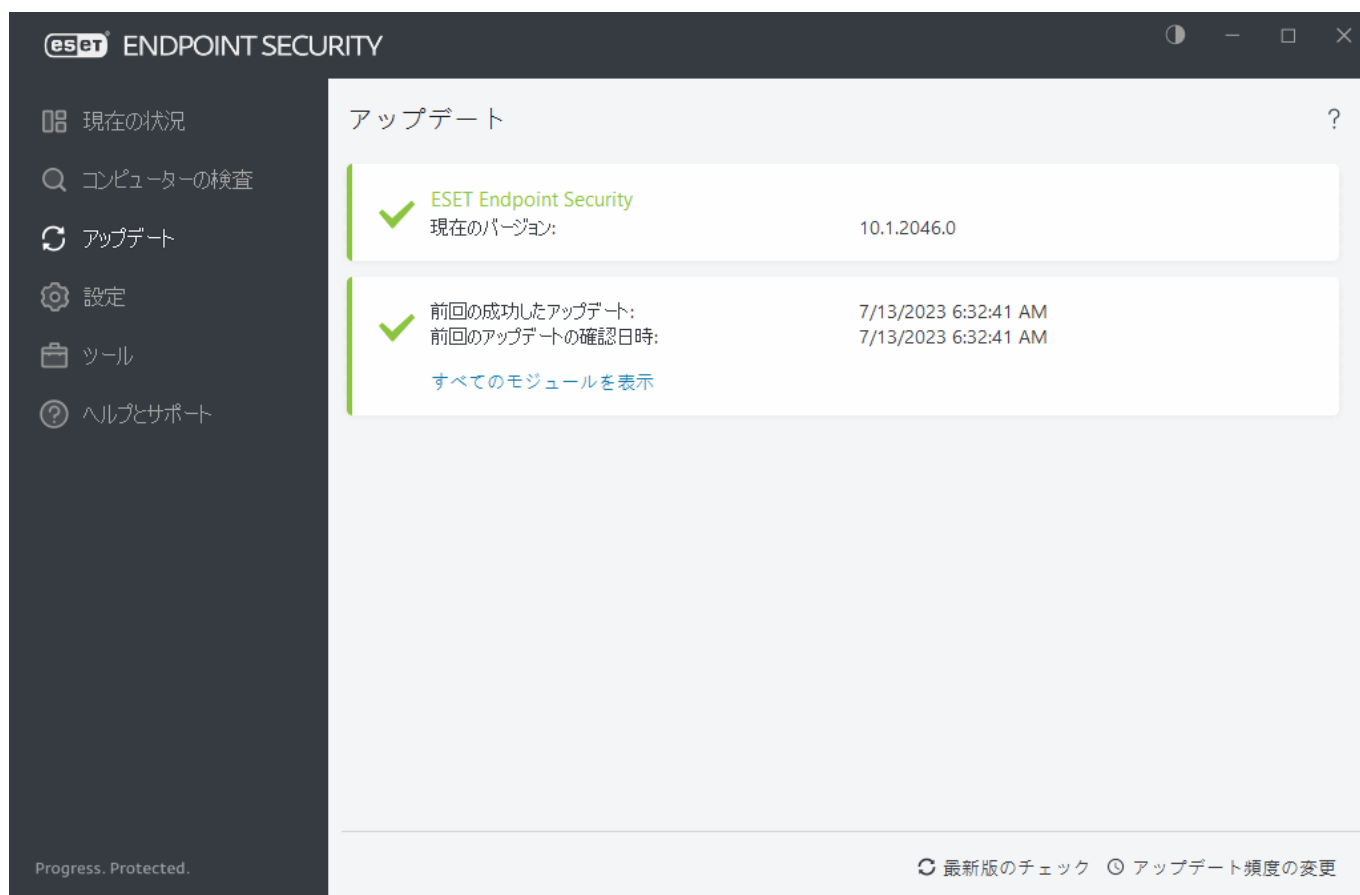 eset ENDPOINT SECURITY
現在の状況
コンピューターの検査
アップデート
設定
ツール
ヘルプとサポート
Progress. Protected.
アップデート
?
ESET Endpoint Security
現在のバージョン: 10.1.2046.0
前回の成功したアップデート: 7/13/2023 6:32:41 AM
前回のアップデートの確認日時: 7/13/2023 6:32:41 AM
すべてのモジュールを表示
最新版のチェック アップデート頻度の変更